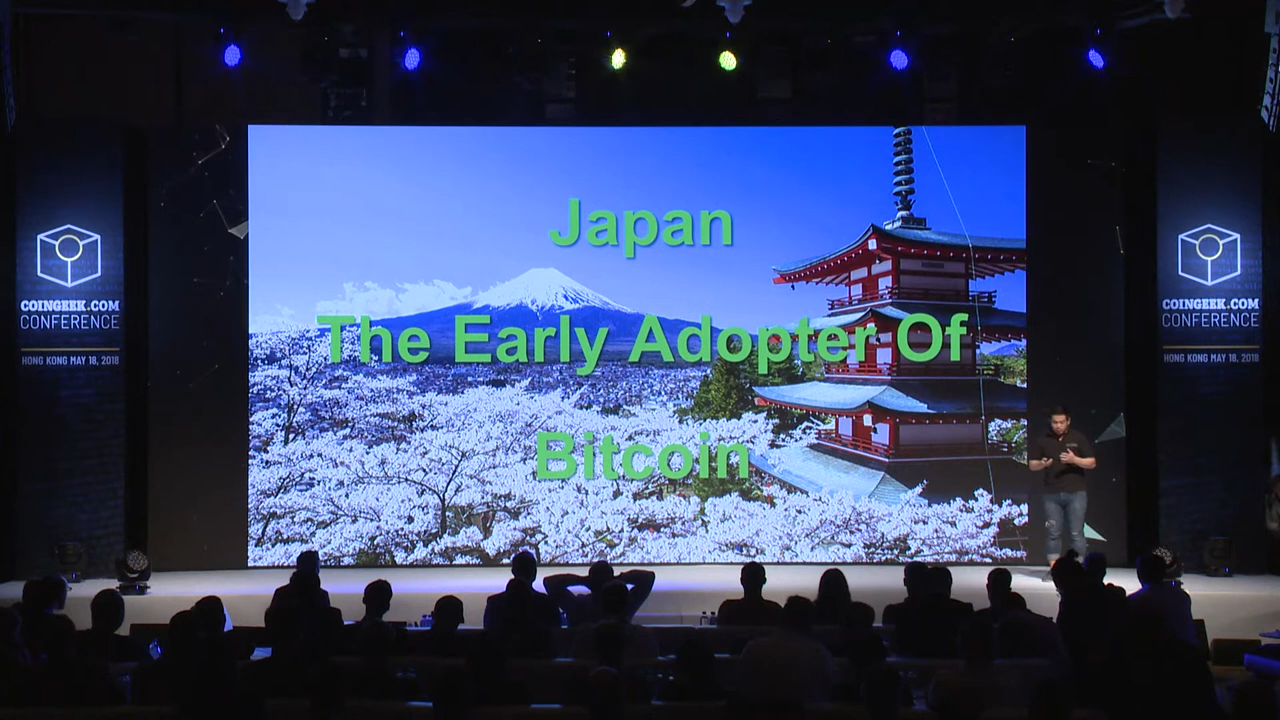 Japan
The Early Adopter Of
Bitcoin
COINGEEK.COM
CONFERENCE
HONG KONG MAY 18, 2018
COINGEEK.COM
CONFERENCE
HONG KONG MAY 18, 2018